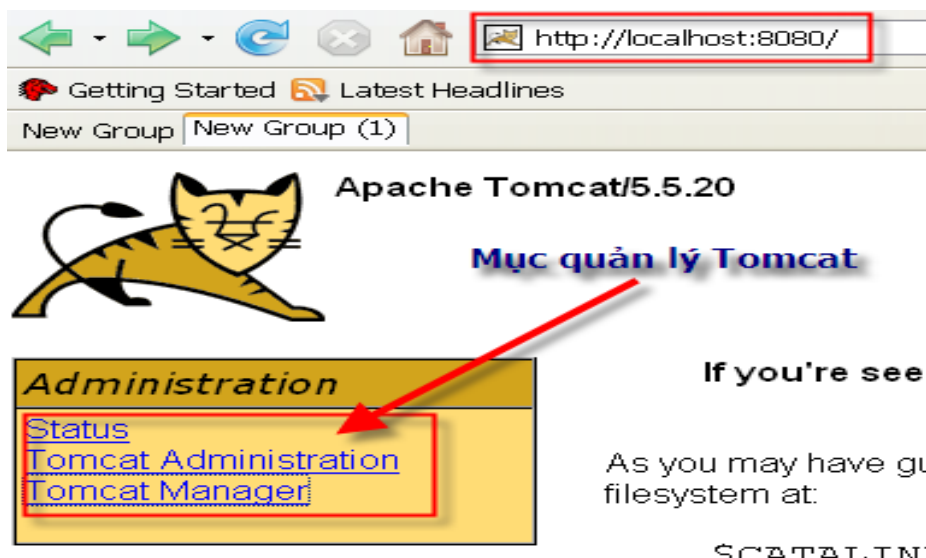 http://localhost:8080/
Getting Started Latest Headlines
New Group New Group (1)
Apache Tomcat/5.5.20
Mục quản lý Tomcat
Administration
Status
Tomcat Administration
Tomcat Manager
If you're see
As you may have gu
filesystem at: